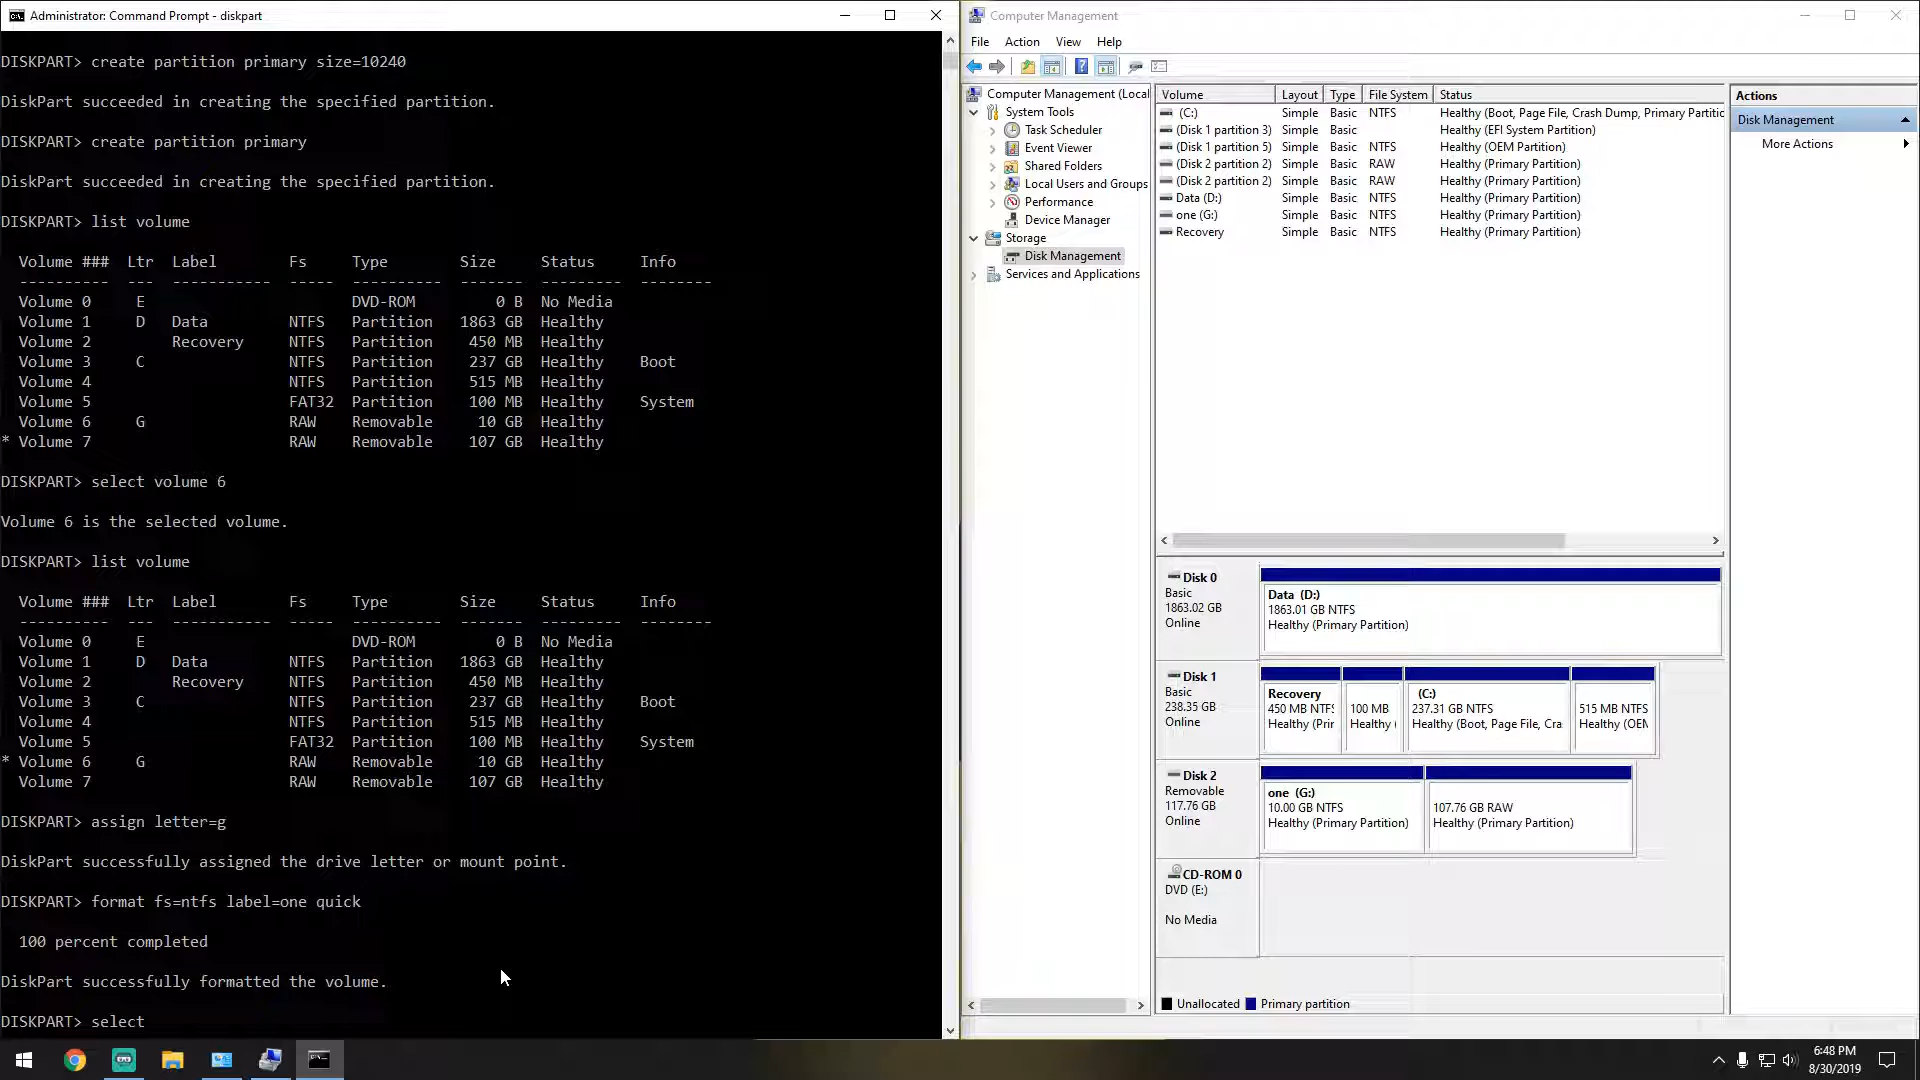 Administrator: Command Prompt - diskpart
DISKPART> create partition primary size=10240
DiskPart succeeded in creating the specified partition.
DISKPART> create partition primary
DiskPart succeeded in creating the specified partition.
DISKPART> list volume
Volume ### Ltr Label Fs Type Size Status Info
---------- --- ----------- ----- ---------- ------- --------- --------
Volume 0 E DVD-ROM 0 B No Media
Volume 1 D Data NTFS Partition 1863 GB Healthy
Volume 2 Recovery NTFS Partition 450 MB Healthy
Volume 3 C NTFS Partition 237 GB Healthy Boot
Volume 4 NTFS Partition 515 MB Healthy
Volume 5 FAT32 Partition 100 MB Healthy System
Volume 6 G RAW Removable 10 GB Healthy
* Volume 7 RAW Removable 107 GB Healthy
DISKPART> select volume 6
Volume 6 is the selected volume.
DISKPART> list volume
Volume ### Ltr Label Fs Type Size Status Info
---------- --- ----------- ----- ---------- ------- --------- --------
Volume 0 E DVD-ROM 0 B No Media
Volume 1 D Data NTFS Partition 1863 GB Healthy
Volume 2 Recovery NTFS Partition 450 MB Healthy
Volume 3 C NTFS Partition 237 GB Healthy Boot
Volume 4 NTFS Partition 515 MB Healthy
Volume 5 FAT32 Partition 100 MB Healthy System
* Volume 6 G RAW Removable 10 GB Healthy
Volume 7 RAW Removable 107 GB Healthy
DISKPART> assign letter=g
DiskPart successfully assigned the drive letter or mount point.
DISKPART> format fs=ntfs label=one quick
100 percent completed
DiskPart successfully formatted the volume.
DISKPART> select
Computer Management
File Action View Help
Computer Management (Local
System Tools
Task Scheduler
Event Viewer
Shared Folders
Local Users and Groups
Performance
Device Manager
Storage
Disk Management
Services and Applications
Volume Layout Type File System Status
(C:) Simple Basic NTFS Healthy (Boot, Page File, Crash Dump, Primary Partitic
(Disk 1 partition 3) Simple Basic Healthy (EFI System Partition)
(Disk 1 partition 5) Simple Basic NTFS Healthy (OEM Partition)
(Disk 2 partition 2) Simple Basic RAW Healthy (Primary Partition)
(Disk 2 partition 2) Simple Basic RAW Healthy (Primary Partition)
Data (D:) Simple Basic NTFS Healthy (Primary Partition)
one (G:) Simple Basic NTFS Healthy (Primary Partition)
Recovery Simple Basic NTFS Healthy (Primary Partition)
Disk 0
Basic
1863.02 GB
Online
Data (D:)
1863.01 GB NTFS
Healthy (Primary Partition)
Disk 1
Basic
238.35 GB
Online
Recovery
450 MB NTFS
Healthy (Pri
100 MB
Healthy (
(C:)
237.31 GB NTFS
Healthy (Boot, Page File, Cra
515 MB NTFS
Healthy (OEM
Disk 2
Removable
117.76 GB
Online
one (G:)
10.00 GB NTFS
Healthy (Primary Partition)
107.76 GB RAW
Healthy (Primary Partition)
CD-ROM 0
DVD (E:)
No Media
Unallocated Primary partition
Actions
Disk Management
More Actions
6:48 PM
8/30/2019